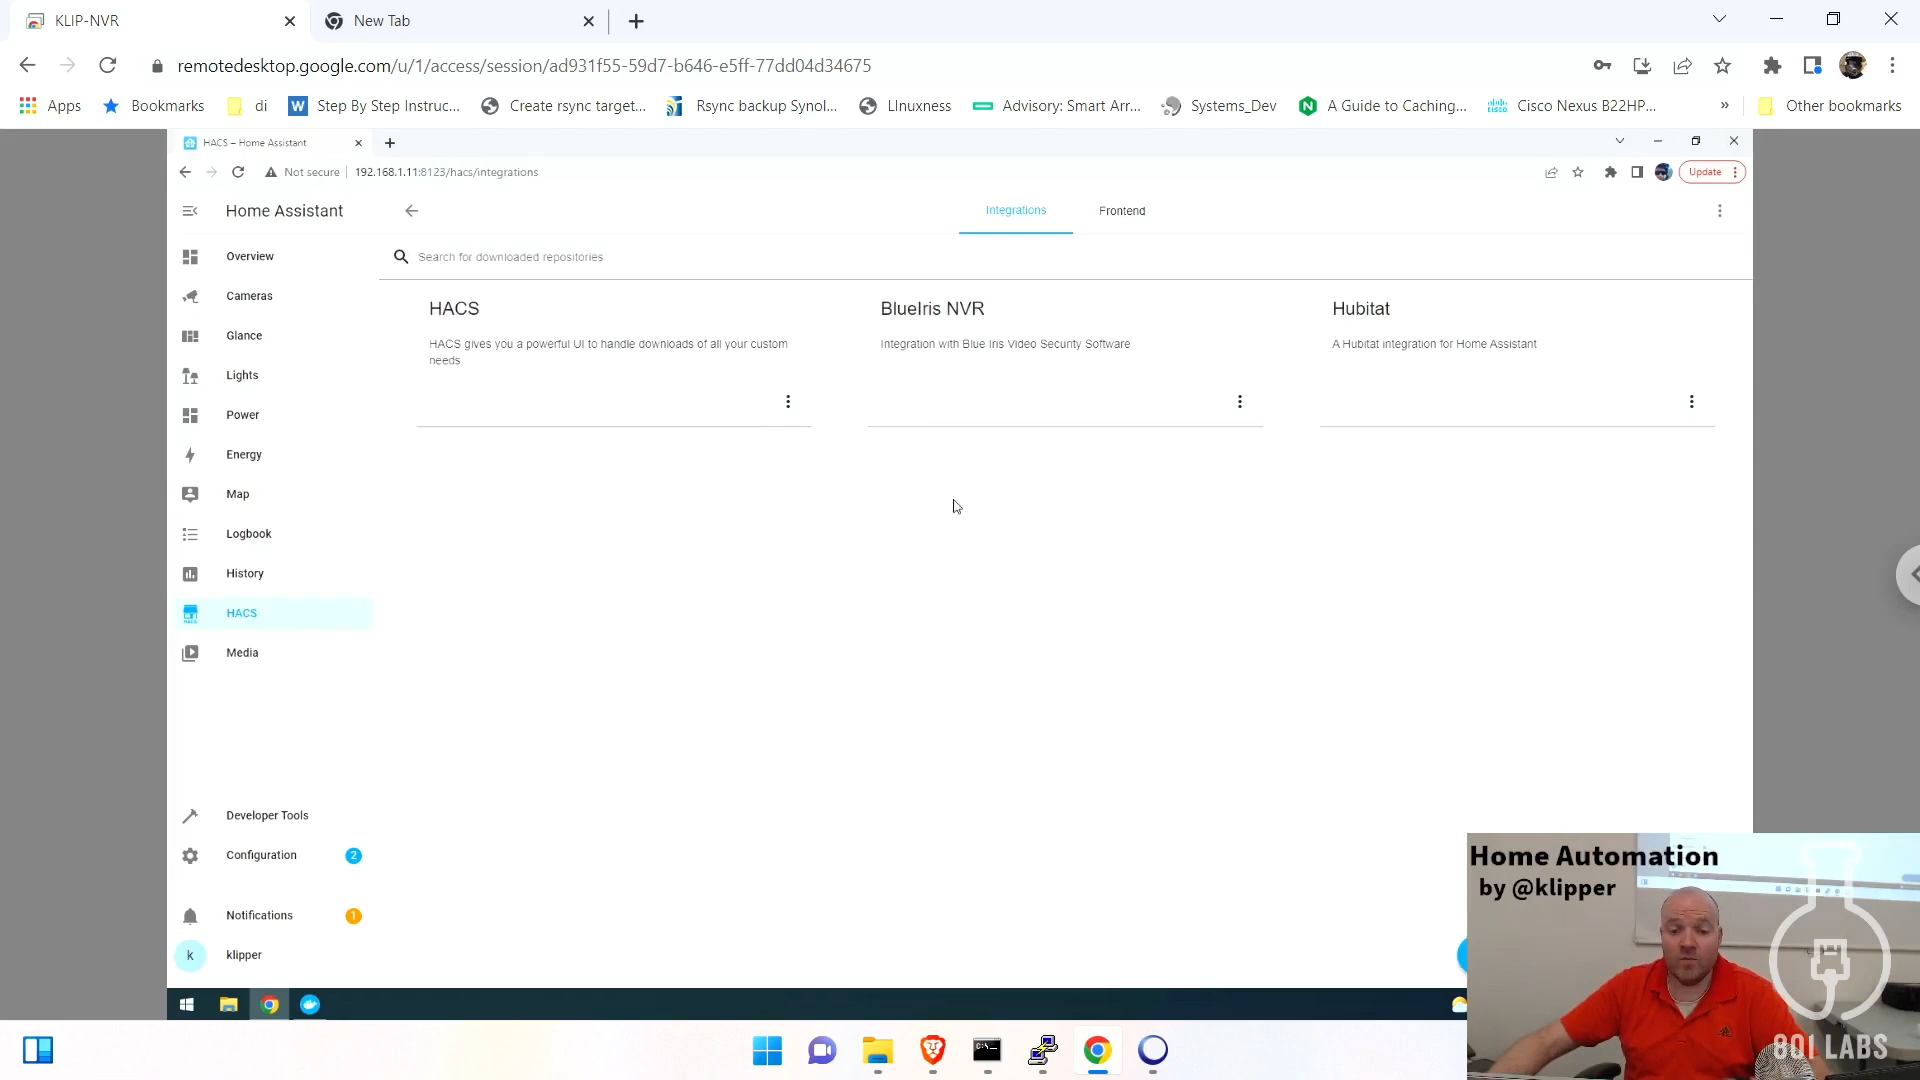 KLIP-NVR
New Tab
remotedesktop.google.com/u/1/access/session/ad931f55-59d7-b646-e5ff-77dd04d34675
Apps
Bookmarks
di
Step By Step Instruc...
Create rsync target...
Rsync backup Synol...
LInuxness
Advisory: Smart Arr...
Systems_Dev
A Guide to Caching...
Cisco Nexus B22HP...
»
Other bookmarks
HACS – Home Assistant
Not secure
192.168.1.11:8123/hacs/integrations
Update
Home Assistant
Integrations
Frontend
Overview
Search for downloaded repositories
Cameras
Glance
Lights
Power
Energy
Map
Logbook
History
HACS
Media
HACS
HACS gives you a powerful UI to handle downloads of all your custom
needs
BlueIris NVR
Integration with Blue Iris Video Security Software
Hubitat
A Hubitat integration for Home Assistant
Developer Tools
Configuration
2
Notifications
1
k
klipper
Home Automation
by @klipper
801 LABS